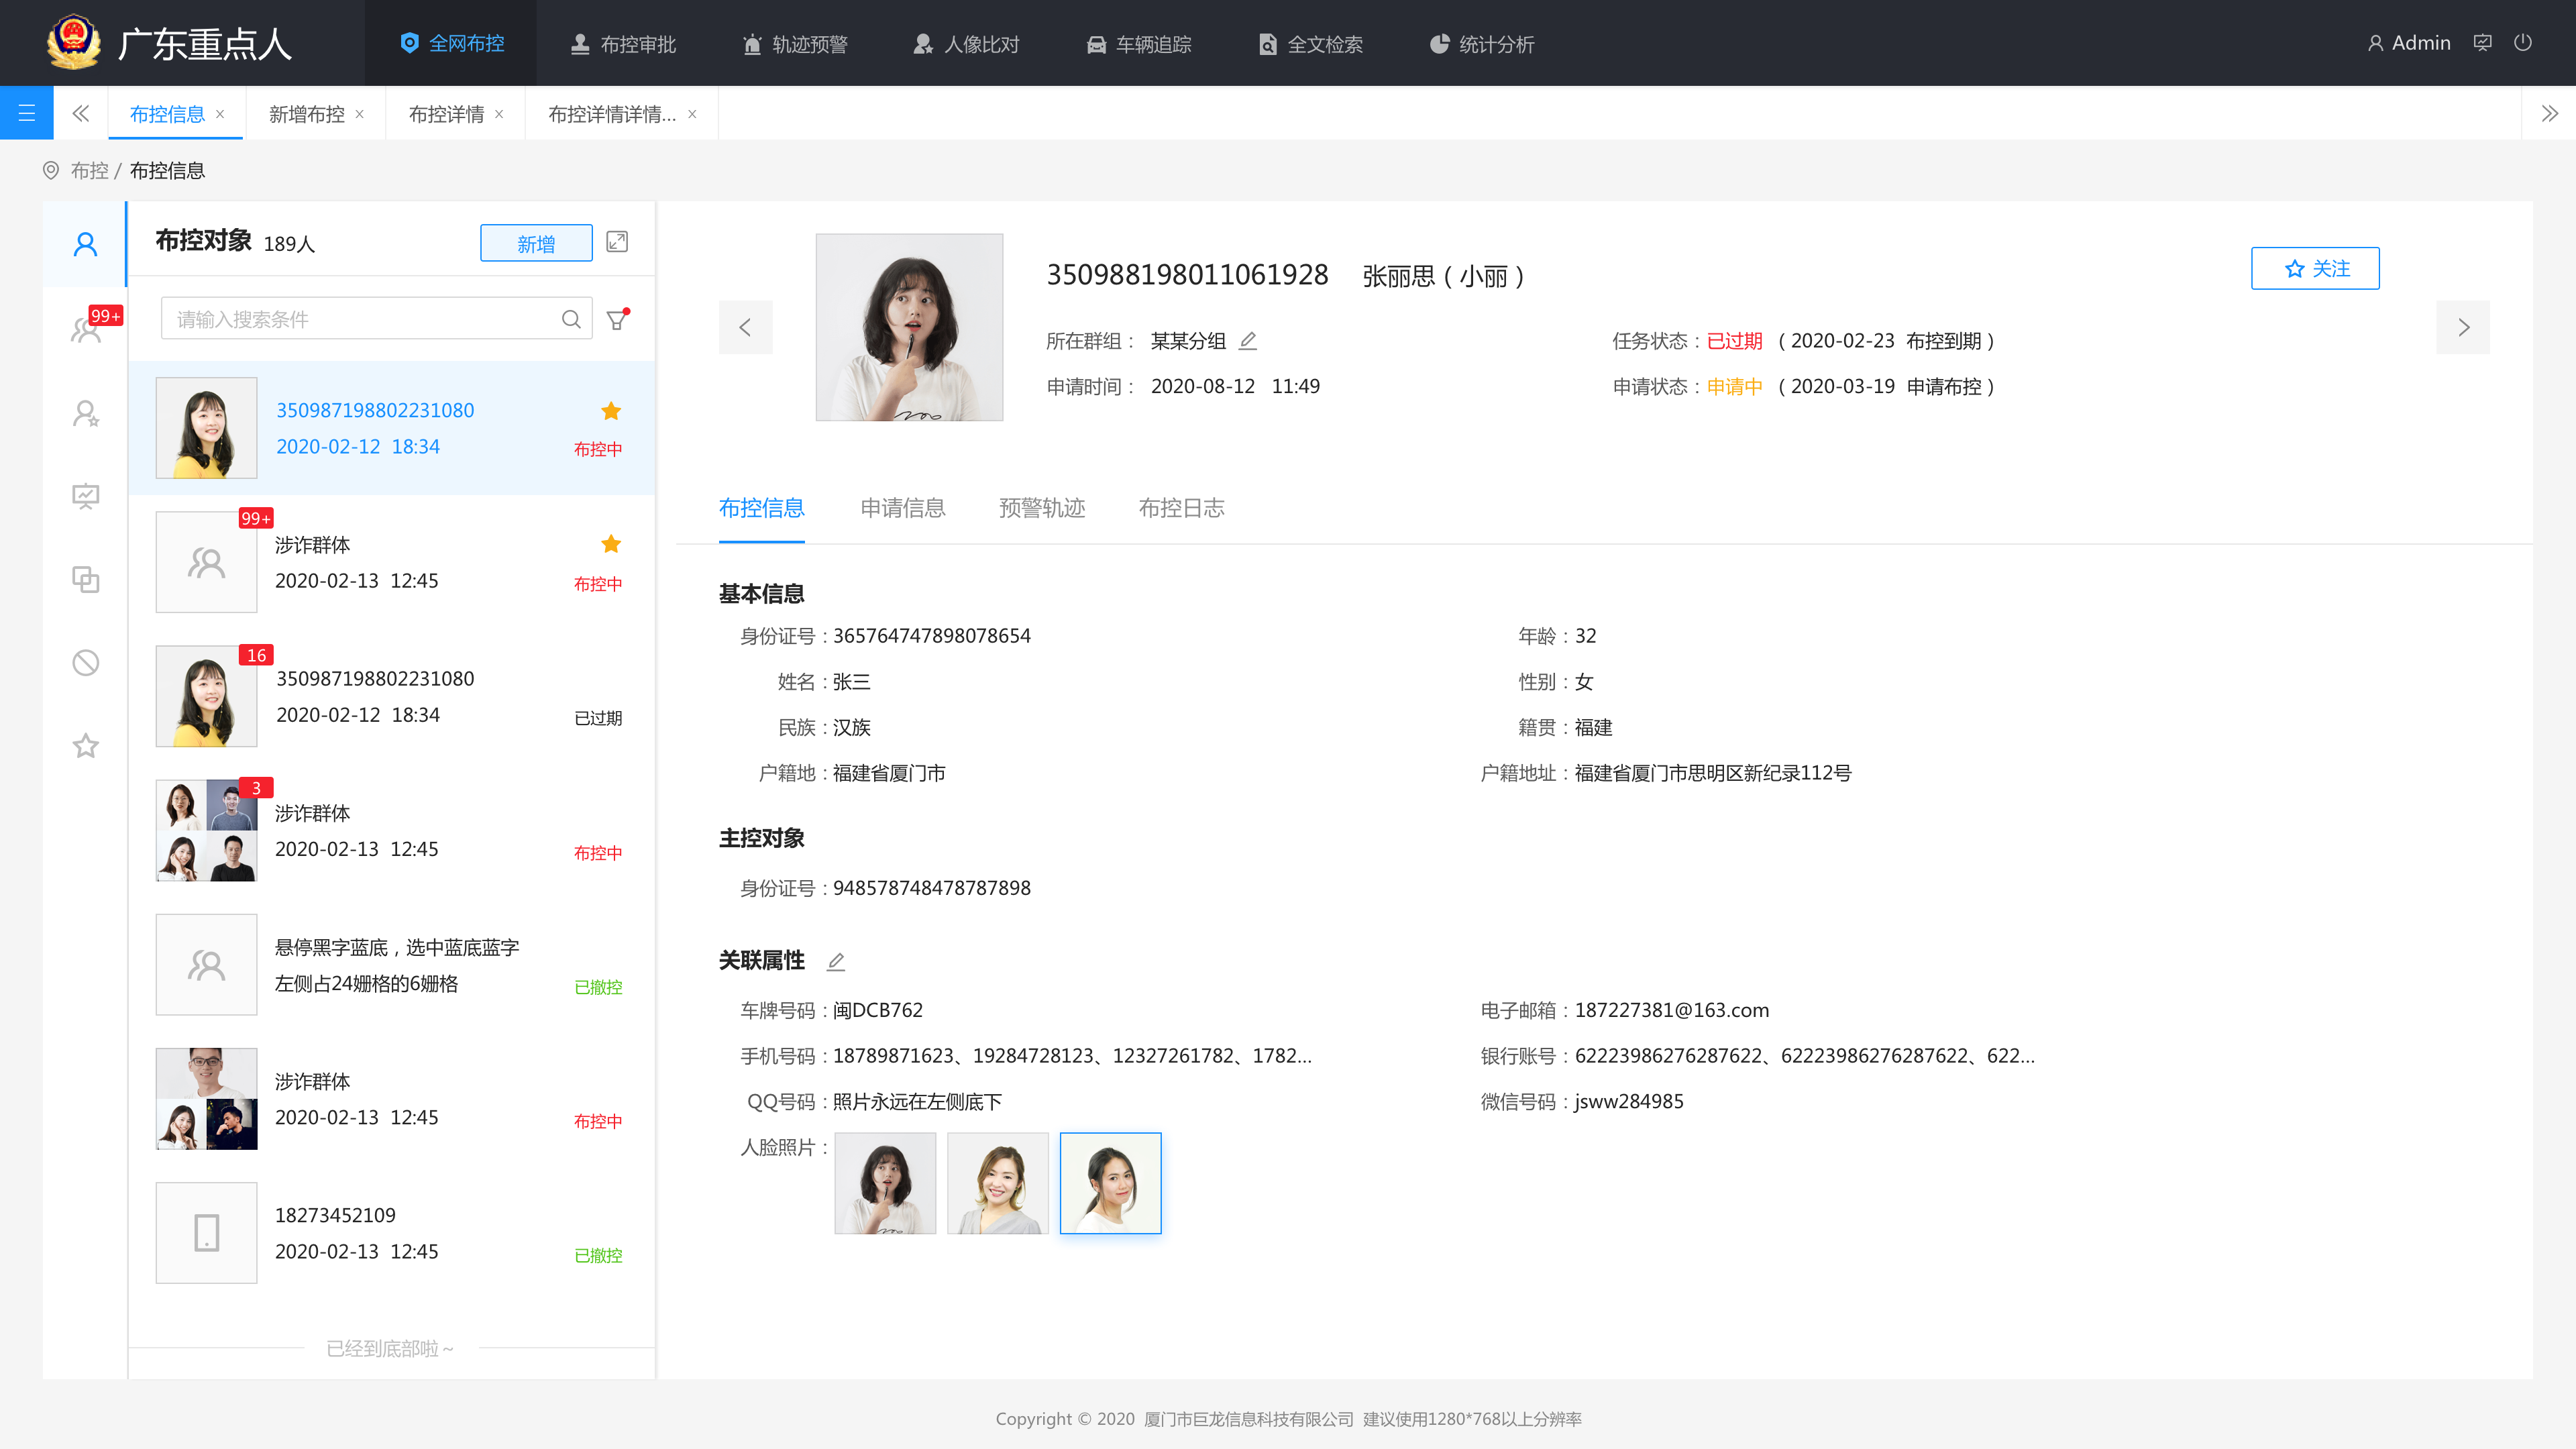 广东重点人
全网布控
布控审批
轨迹预警
人像比对
车辆追踪
全文检索
统计分析
Admin
布控信息 ×
新增布控 ×
布控详情 ×
布控详情详情... ×
布控 / 布控信息
布控对象 189人
新增
99+
请输入搜索条件
350987198802231080
2020-02-12 18:34
布控中
99+
涉诈群体
2020-02-13 12:45
布控中
16
350987198802231080
2020-02-12 18:34
已过期
3
涉诈群体
2020-02-13 12:45
布控中
悬停黑字蓝底，选中蓝底蓝字
左侧占24姗格的6姗格
已撤控
涉诈群体
2020-02-13 12:45
布控中
18273452109
2020-02-13 12:45
已撤控
已经到底部啦～
350988198011061928 张丽思（小丽）
关注
所在群组： 某某分组
任务状态：已过期 （2020-02-23 布控到期）
申请时间： 2020-08-12 11:49
申请状态：申请中 （2020-03-19 申请布控）
布控信息 申请信息 预警轨迹 布控日志
基本信息
身份证号：365764747898078654
年龄：32
姓名：张三
性别：女
民族：汉族
籍贯：福建
户籍地：福建省厦门市
户籍地址：福建省厦门市思明区新纪录112号
主控对象
身份证号：948578748478787898
关联属性
车牌号码：闽DCB762
电子邮箱：187227381@163.com
手机号码：18789871623、19284728123、12327261782、1782...
银行账号：62223986276287622、62223986276287622、622...
QQ号码：照片永远在左侧底下
微信号码：jsww284985
人脸照片：
Copyright © 2020 厦门市巨龙信息科技有限公司 建议使用1280*768以上分辨率